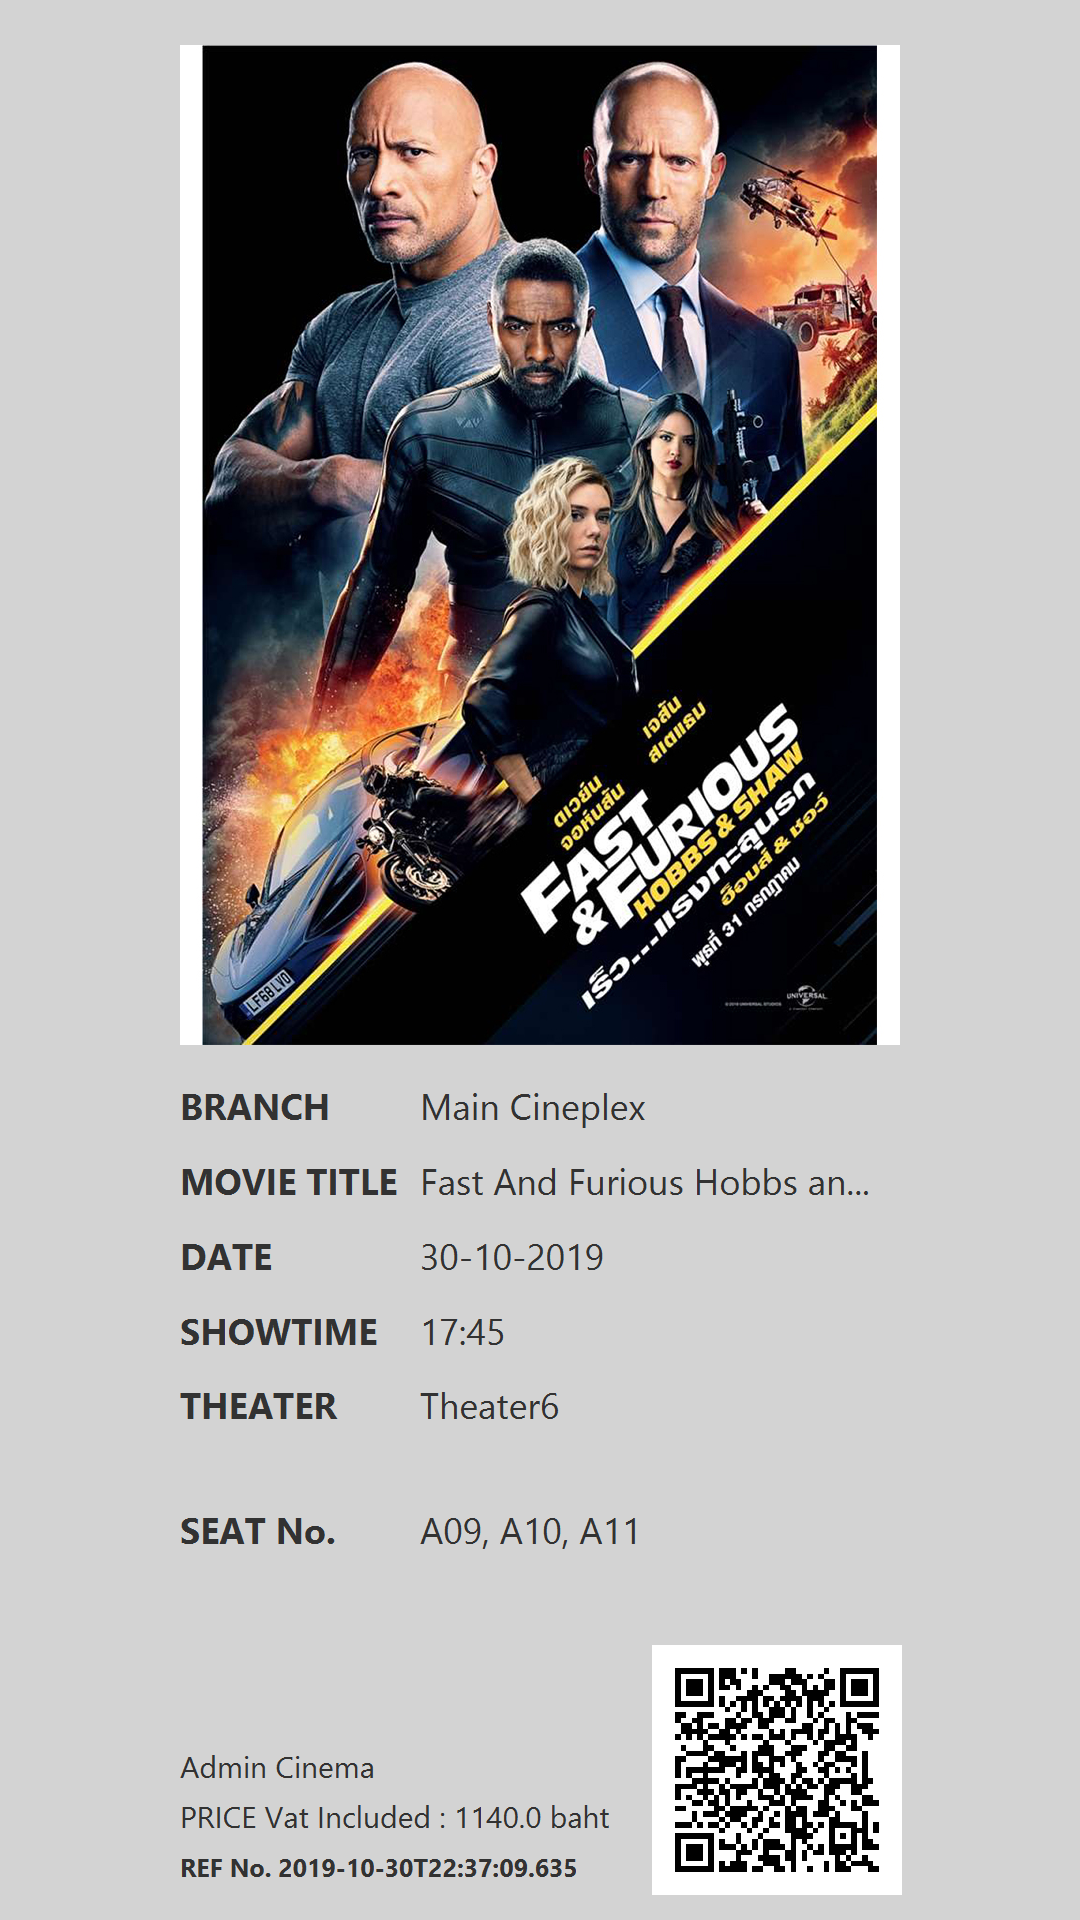 เจสัน
สเตแธม
ดเวย์น
จอห์นสัน
FAST
& FURIOUS
HOBBS & SHAW
เร็ว...แรงทะลุนรก
ฮ็อบส์ & ชอว์
พุธที่ 31 กรกฎาคม
LF68 LVO
UNIVERSAL
BRANCH Main Cineplex
MOVIE TITLE Fast And Furious Hobbs an...
DATE 30-10-2019
SHOWTIME 17:45
THEATER Theater6
SEAT No. A09, A10, A11
Admin Cinema
PRICE Vat Included : 1140.0 baht
REF No. 2019-10-30T22:37:09.635